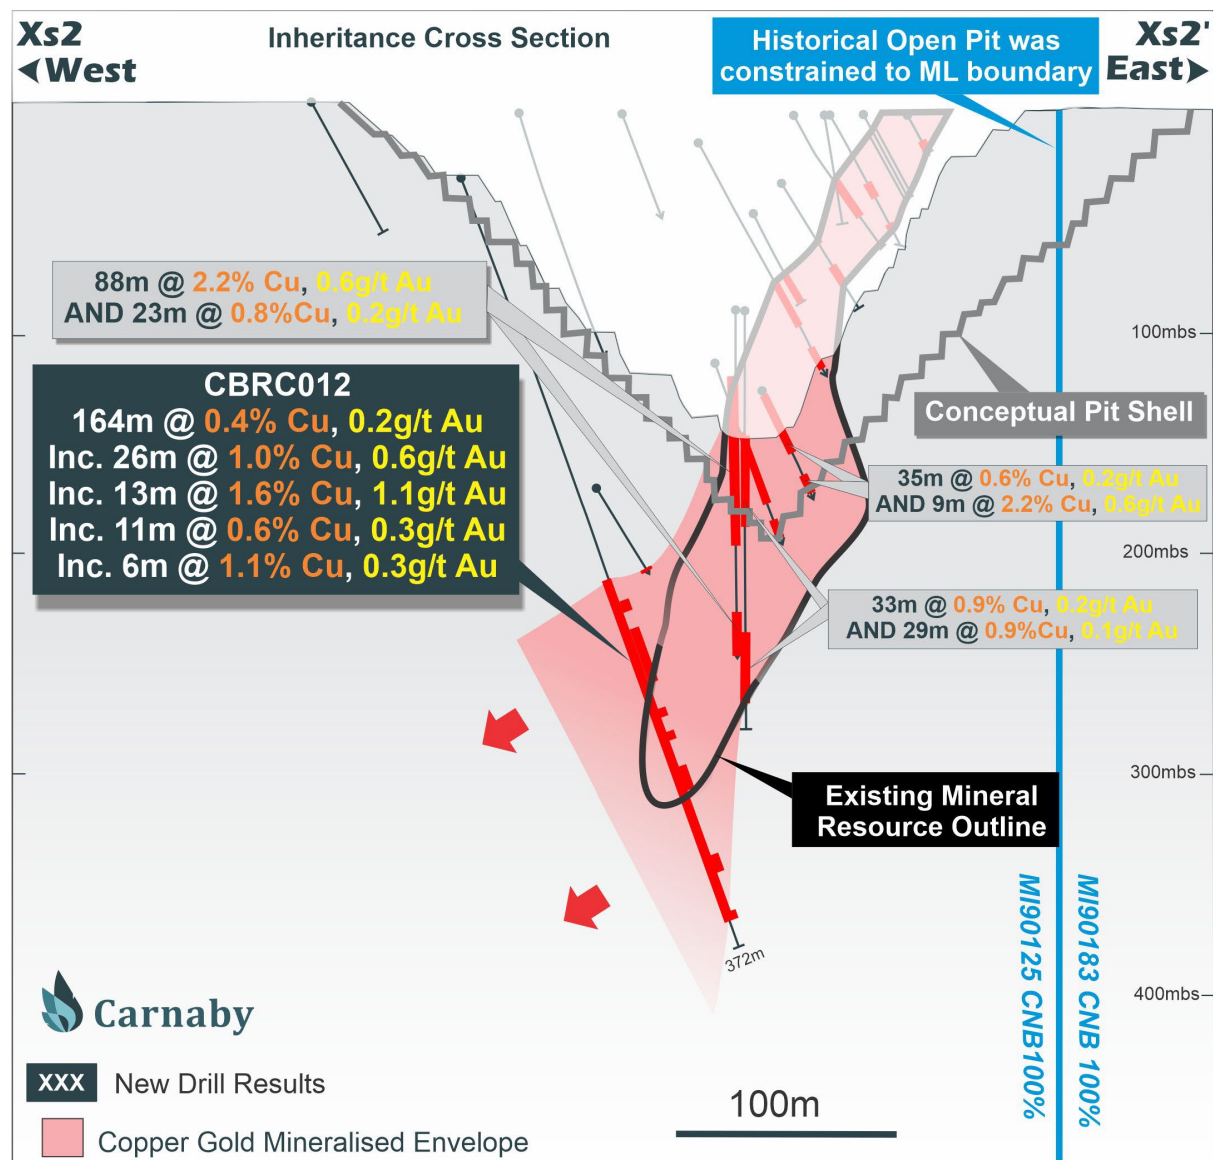 Xs2
West
Inheritance Cross Section
Historical Open Pit was
constrained to ML boundary
Xs2'
East
88m @ 2.2% Cu, 0.6g/t Au
AND 23m @ 0.8%Cu, 0.2g/t Au
100mbs
CBRC012
164m @ 0.4% Cu, 0.2g/t Au
Inc. 26m @ 1.0% Cu, 0.6g/t Au
Inc. 13m @ 1.6% Cu, 1.1g/t Au
Inc. 11m @ 0.6% Cu, 0.3g/t Au
Inc. 6m @ 1.1% Cu, 0.3g/t Au
Conceptual Pit Shell
35m @ 0.6% Cu, 0.2g/t Au
AND 9m @ 2.2% Cu, 0.6g/t Au
200mbs
33m @ 0.9% Cu, 0.2g/t Au
AND 29m @ 0.9%Cu, 0.1g/t Au
300mbs
Existing Mineral
Resource Outline
372m
MI90125 CNB100%
MI90183 CNB 100%
400mbs
Carnaby
XXX New Drill Results
100m
Copper Gold Mineralised Envelope